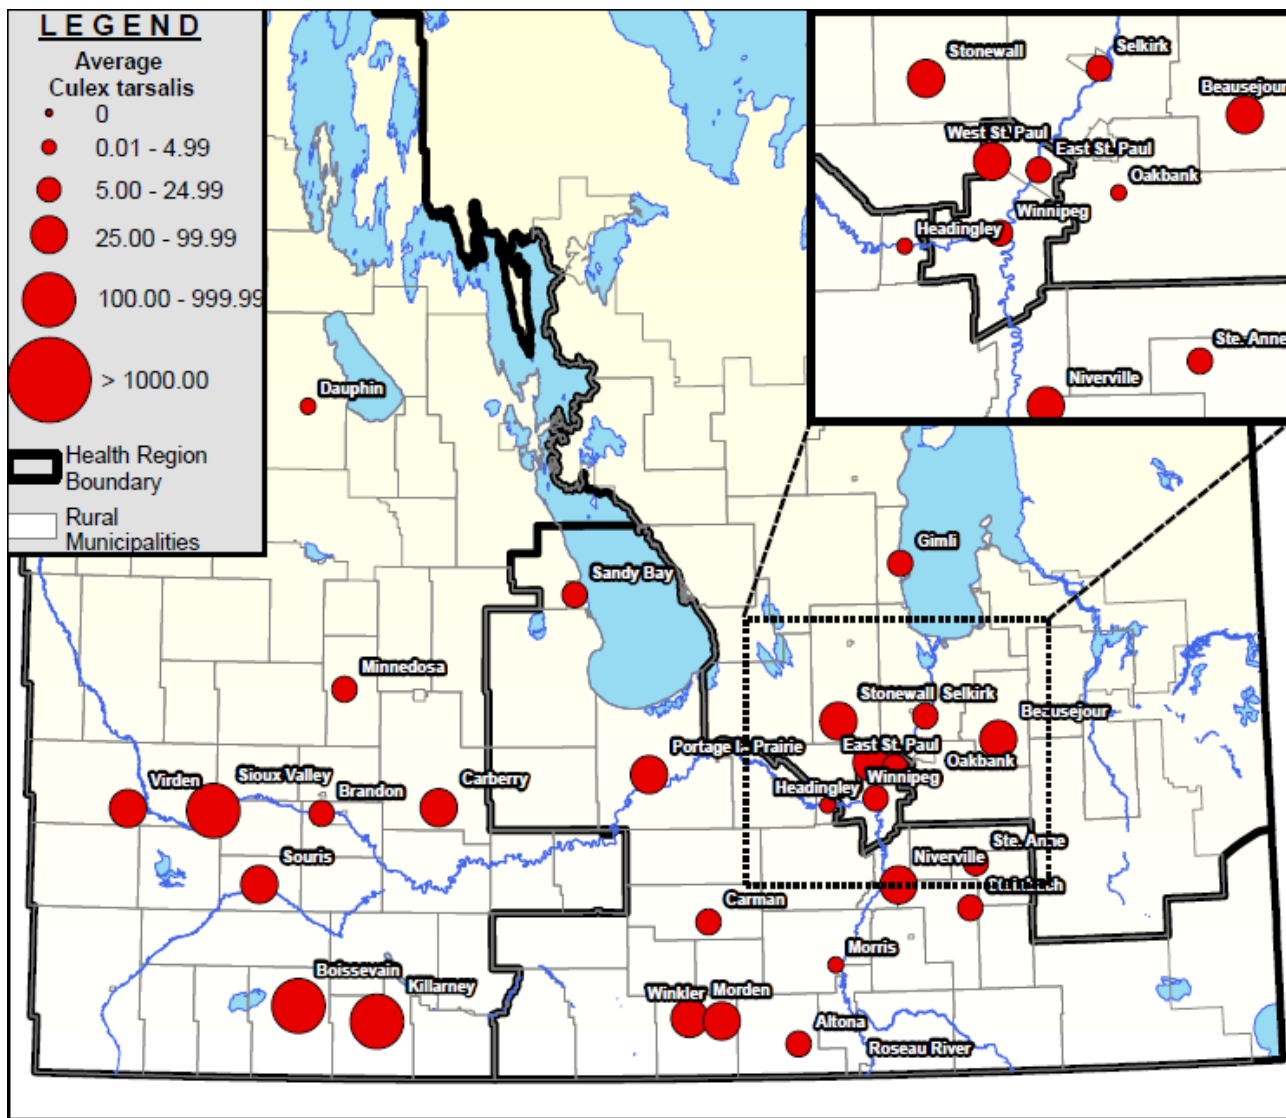 LEGEND
Average
Culex tarsalis
0
0.01 - 4.99
5.00 - 24.99
25.00 - 99.99
100.00 - 999.99
> 1000.00
Health Region
Boundary
Rural
Municipalities
Stonewall
Selkirk
Beausejour
West St. Paul
East St. Paul
Oakbank
Winnipeg
Headingley
Ste. Anne
Niverville
Dauphin
Gimli
Sandy Bay
Minnedosa
Stonewall
Selkirk
Beausejour
Portage la Prairie
East St. Paul
Oakbank
Winnipeg
Headingley
Virden
Sioux Valley
Brandon
Carberry
Souris
Ste. Anne
Niverville
Carman
Morris
Boissevain
Killarney
Winkler
Morden
Altona
Roseau River